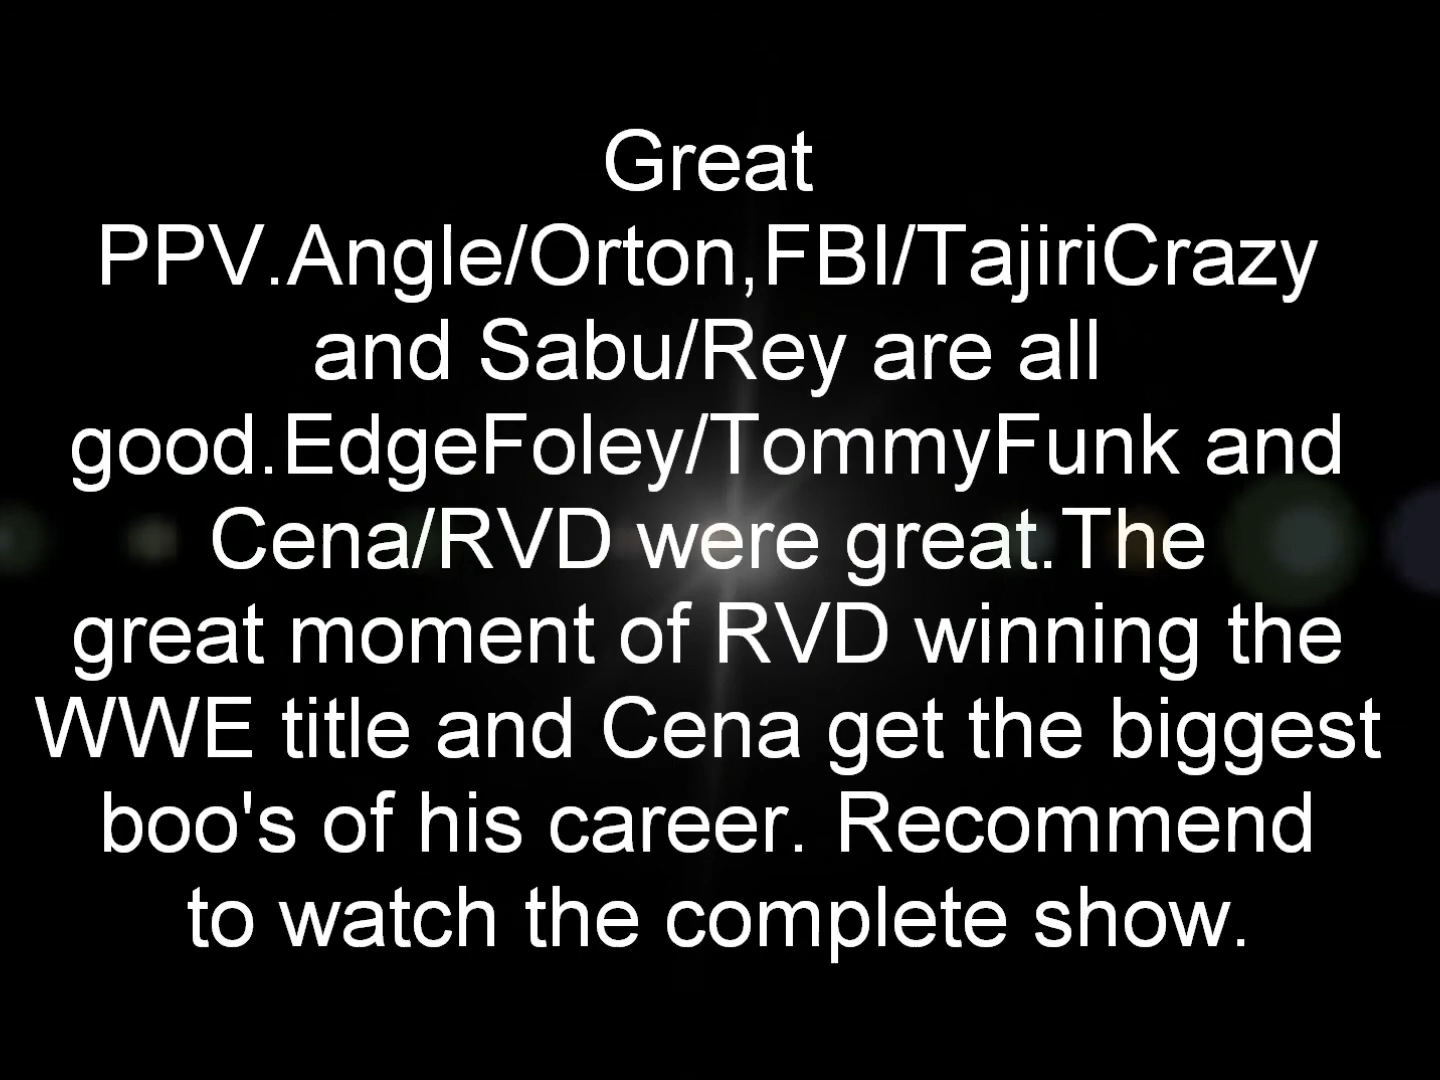 Great
PPV.Angle/Orton,FBI/TajiriCrazy
and Sabu/Rey are all
good.EdgeFoley/TommyFunk and
Cena/RVD were great.The
great moment of RVD winning the
WWE title and Cena get the biggest
boo's of his career. Recommend
to watch the complete show.